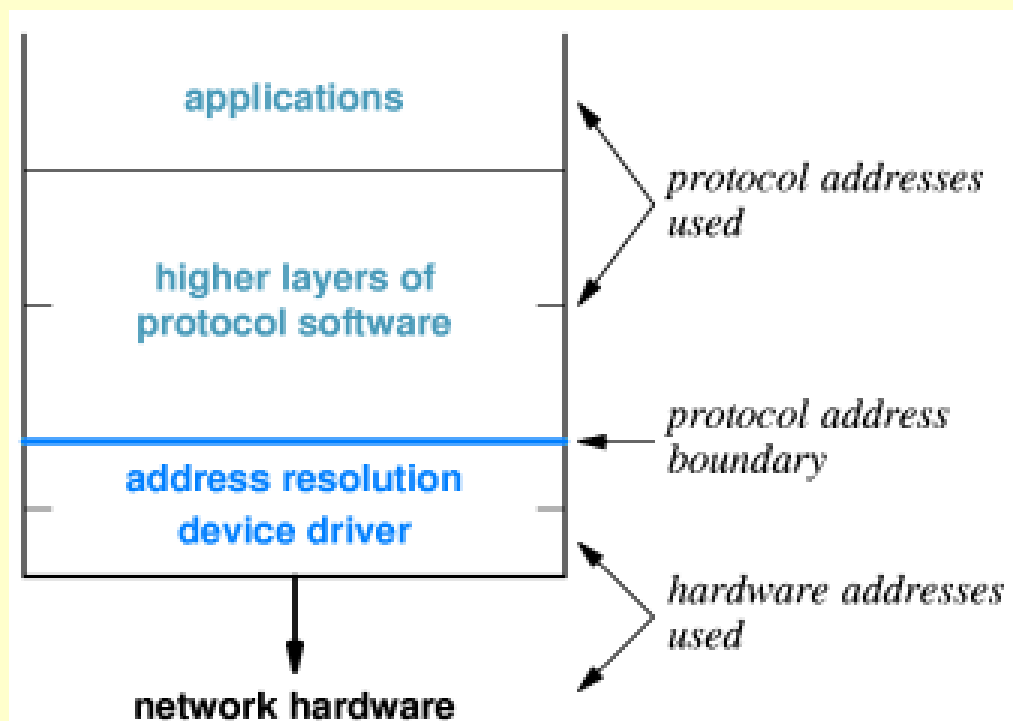 applications
protocol addresses
used
higher layers of
protocol software
protocol address
boundary
address resolution
device driver
hardware addresses
used
network hardware